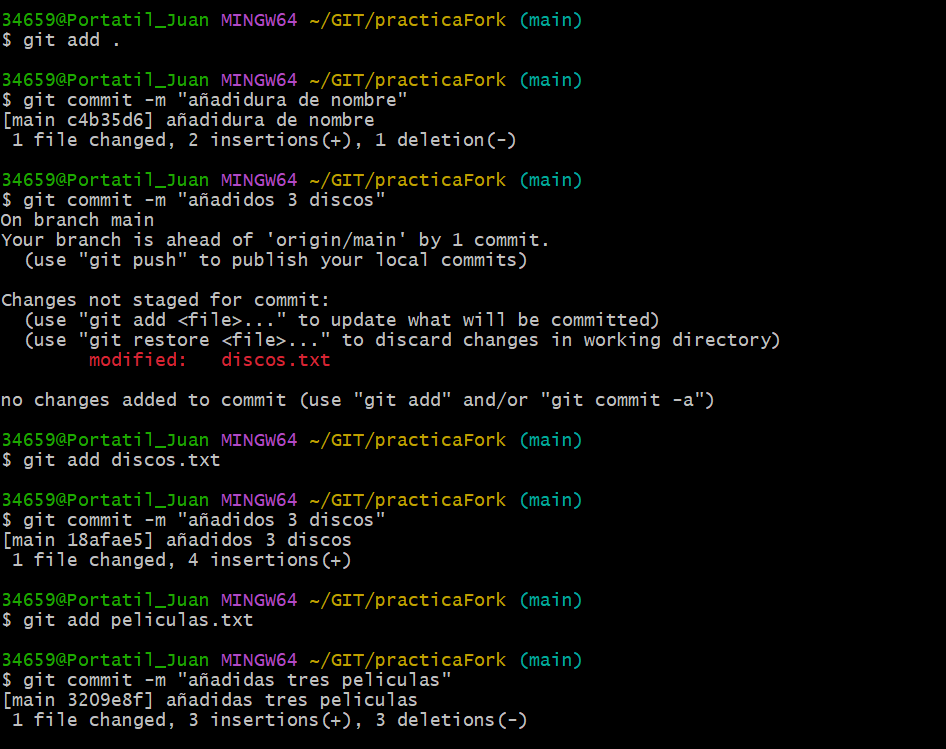 34659@Portatil_Juan MINGW64 ~/GIT/practicaFork (main)
$ git add .
34659@Portatil_Juan MINGW64 ~/GIT/practicaFork (main)
$ git commit -m "añadidura de nombre"
[main c4b35d6] añadidura de nombre
 1 file changed, 2 insertions(+), 1 deletion(-)
34659@Portatil_Juan MINGW64 ~/GIT/practicaFork (main)
$ git commit -m "añadidos 3 discos"
On branch main
Your branch is ahead of 'origin/main' by 1 commit.
  (use "git push" to publish your local commits)
Changes not staged for commit:
  (use "git add <file>..." to update what will be committed)
  (use "git restore <file>..." to discard changes in working directory)
        modified:   discos.txt
no changes added to commit (use "git add" and/or "git commit -a")
34659@Portatil_Juan MINGW64 ~/GIT/practicaFork (main)
$ git add discos.txt
34659@Portatil_Juan MINGW64 ~/GIT/practicaFork (main)
$ git commit -m "añadidos 3 discos"
[main 18afae5] añadidos 3 discos
 1 file changed, 4 insertions(+)
34659@Portatil_Juan MINGW64 ~/GIT/practicaFork (main)
$ git add peliculas.txt
34659@Portatil_Juan MINGW64 ~/GIT/practicaFork (main)
$ git commit -m "añadidas tres peliculas"
[main 3209e8f] añadidas tres peliculas
 1 file changed, 3 insertions(+), 3 deletions(-)